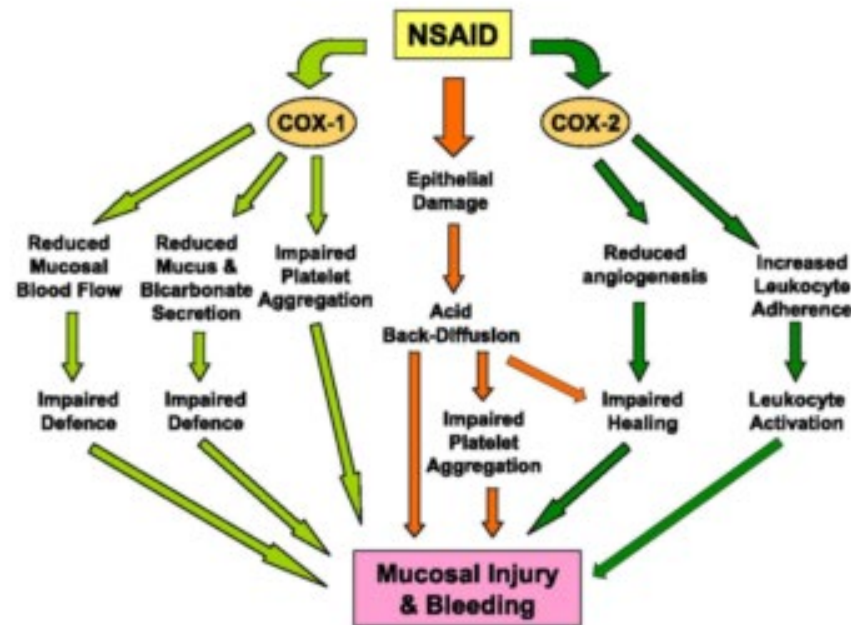 NSAID
COX-1
COX-2
Epithelial
Damage
Reduced
Mucosal
Blood Flow
Reduced
Mucus &
Bicarbonate
Secretion
Impaired
Platelet
Aggregation
Reduced
angiogenesis
Increased
Leukocyte
Adherence
Acid
Back-Diffusion
Impaired
Defence
Impaired
Defence
Impaired
Platelet
Aggregation
Impaired
Healing
Leukocyte
Activation
Mucosal Injury
& Bleeding